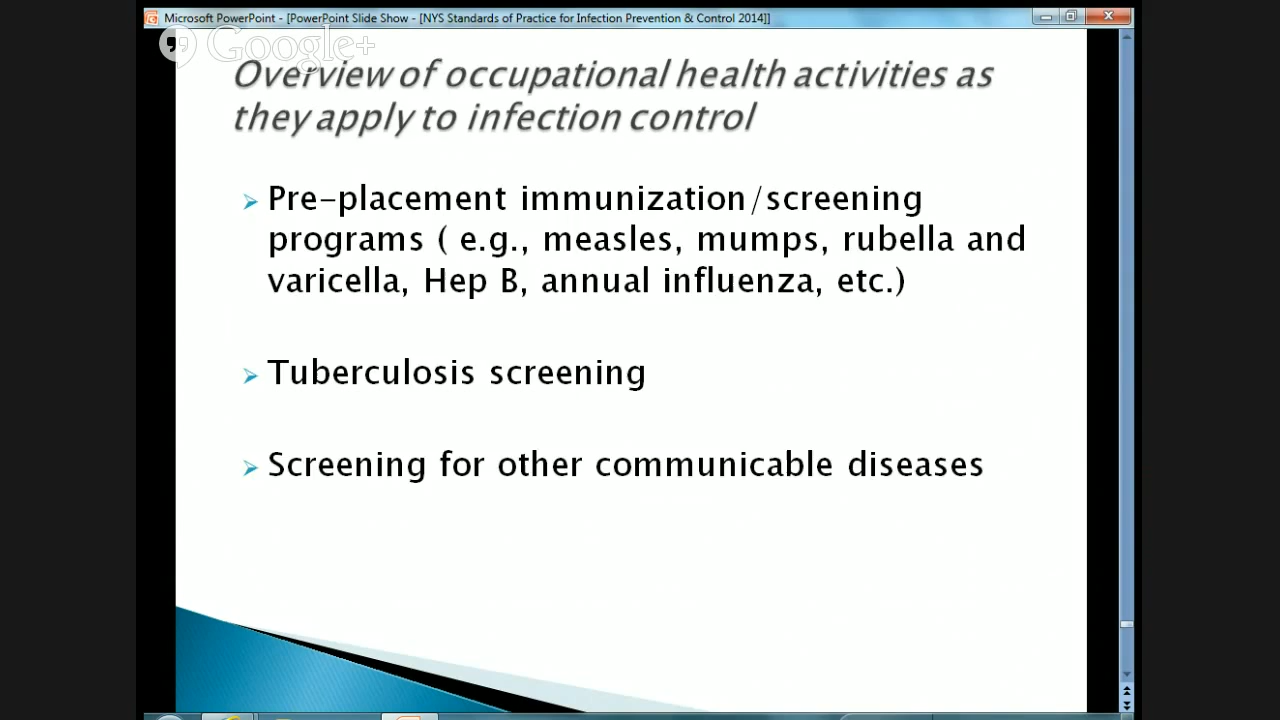 Microsoft PowerPoint - [PowerPoint Slide Show - [NYS Standards of Practice for Infection Prevention & Control 2014]]
Google+
Overview of occupational health activities as
they apply to infection control
Pre-placement immunization/screening
programs ( e.g., measles, mumps, rubella and
varicella, Hep B, annual influenza, etc.)
Tuberculosis screening
Screening for other communicable diseases